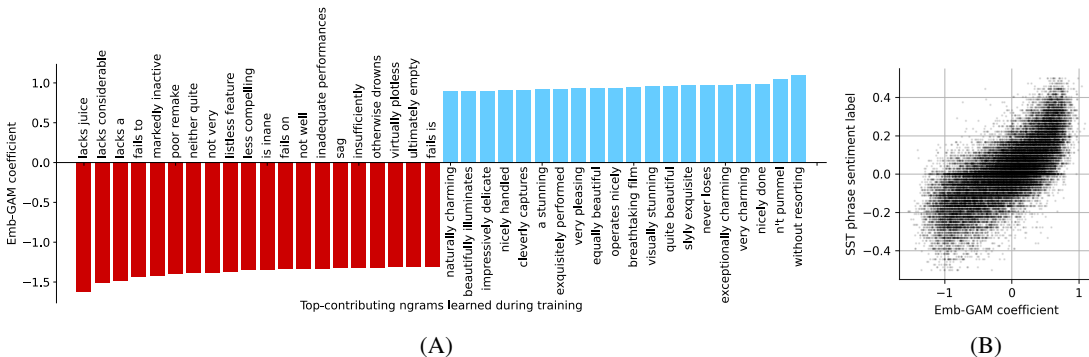 Emb-GAM coefficient
1.0
0.5
0.0
−0.5
−1.0
−1.5
lacks juice
lacks considerable
lacks a
fails to
markedly inactive
poor remake
neither quite
not very
listless feature
less compelling
is inane
fails on
not well
inadequate performances
sag
insufficiently
otherwise drowns
virtually plotless
ultimately empty
fails is
naturally charming
beautifully illuminates
impressively delicate
nicely handled
cleverly captures
a stunning
exquisitely performed
very pleasing
equally beautiful
operates nicely
breathtaking film
visually stunning
quite beautiful
slyly exquisite
never loses
exceptionally charming
very charming
nicely done
n't pummel
without resorting
Top-contributing ngrams learned during training
(A)
SST phrase sentiment label
0.4
0.2
0.0
−0.2
−0.4
−1
0
1
Emb-GAM coefficient
(B)